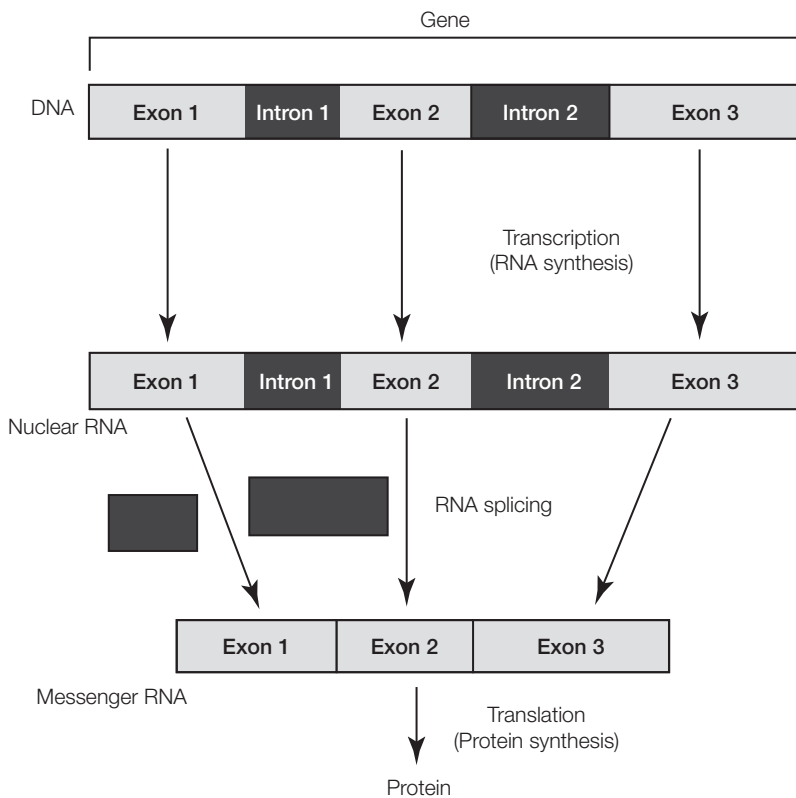 Gene
DNA
Exon 1 Intron 1 Exon 2 Intron 2 Exon 3
Transcription
(RNA synthesis)
Exon 1 Intron 1 Exon 2 Intron 2 Exon 3
Nuclear RNA
RNA splicing
Exon 1 Exon 2 Exon 3
Messenger RNA
Translation
(Protein synthesis)
Protein